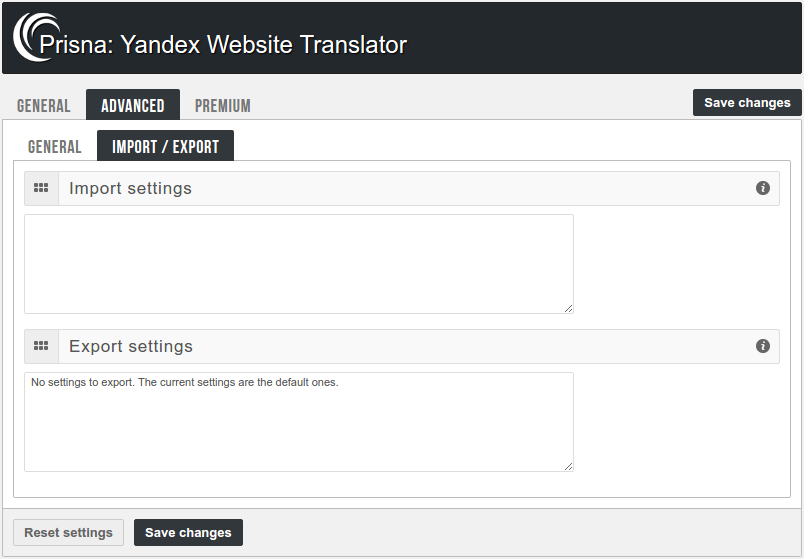 Prisna: Yandex Website Translator
GENERAL ADVANCED PREMIUM Save changes
GENERAL IMPORT / EXPORT
Import settings
Export settings
No settings to export. The current settings are the default ones.
Reset settings Save changes